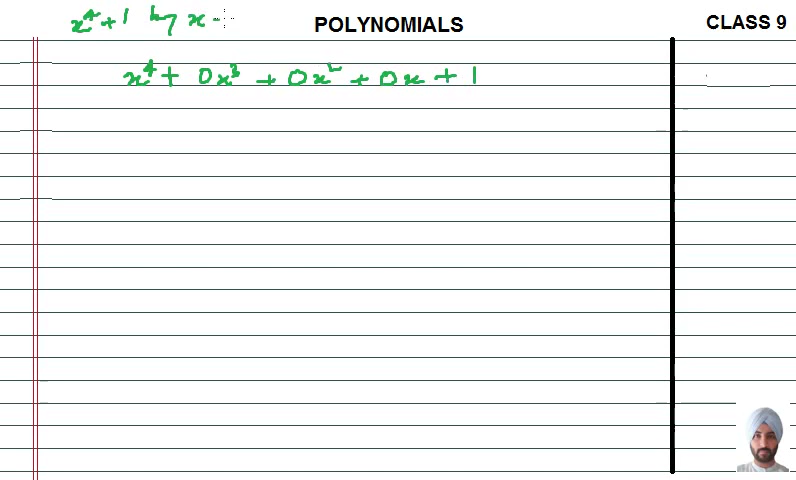 x⁴+1 by x -
POLYNOMIALS
CLASS 9
x⁴ + 0x³ + 0x² + 0x + 1